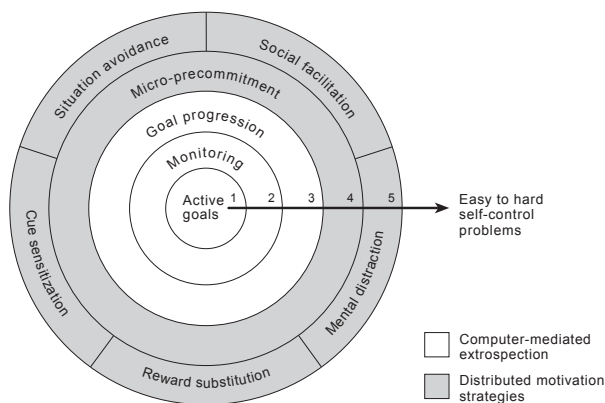 Situation avoidance
Social facilitation
Micro-precommitment
Goal progression
Monitoring
Active
goals
1
2
3
4
5
Easy to hard
self-control
problems
Cue sensitization
Mental distraction
Reward substitution
Computer-mediated
extrospection
Distributed motivation
strategies